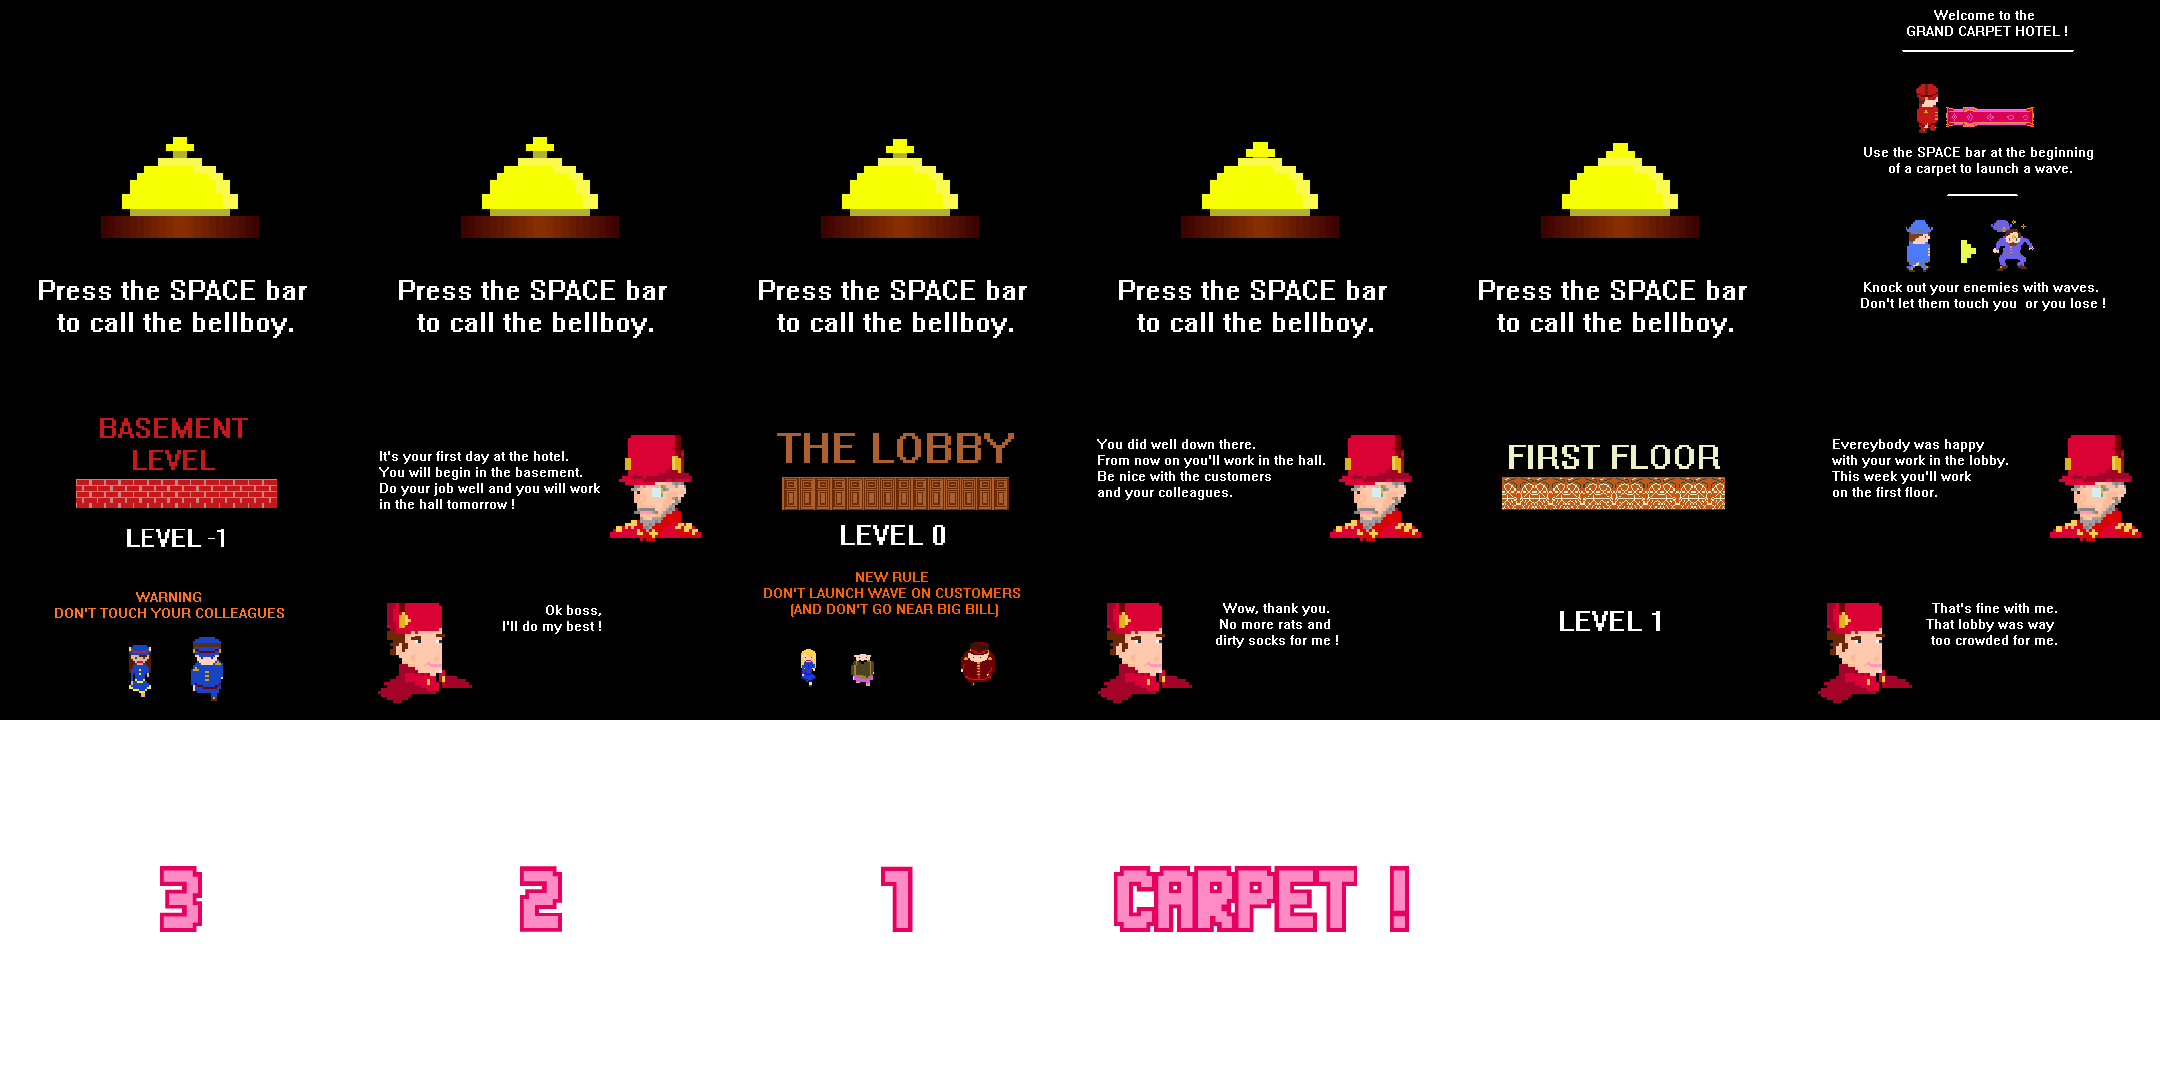 Press the SPACE bar
to call the bellboy.
Press the SPACE bar
to call the bellboy.
Press the SPACE bar
to call the bellboy.
Press the SPACE bar
to call the bellboy.
Press the SPACE bar
to call the bellboy.
Welcome to the
GRAND CARPET HOTEL !
Use the SPACE bar at the beginning
of a carpet to launch a wave.
Knock out your enemies with waves.
Don't let them touch you or you lose !
BASEMENT
LEVEL
LEVEL -1
WARNING
DON'T TOUCH YOUR COLLEAGUES
It's your first day at the hotel.
You will begin in the basement.
Do your job well and you will work
in the hall tomorrow !
Ok boss,
I'll do my best !
THE LOBBY
LEVEL 0
NEW RULE
DON'T LAUNCH WAVE ON CUSTOMERS
(AND DON'T GO NEAR BIG BILL)
You did well down there.
From now on you'll work in the hall.
Be nice with the customers
and your colleagues.
Wow, thank you.
No more rats and
dirty socks for me !
FIRST FLOOR
LEVEL 1
Evereybody was happy
with your work in the lobby.
This week you'll work
on the first floor.
That's fine with me.
That lobby was way
too crowded for me.
3
2
1
CARPET !